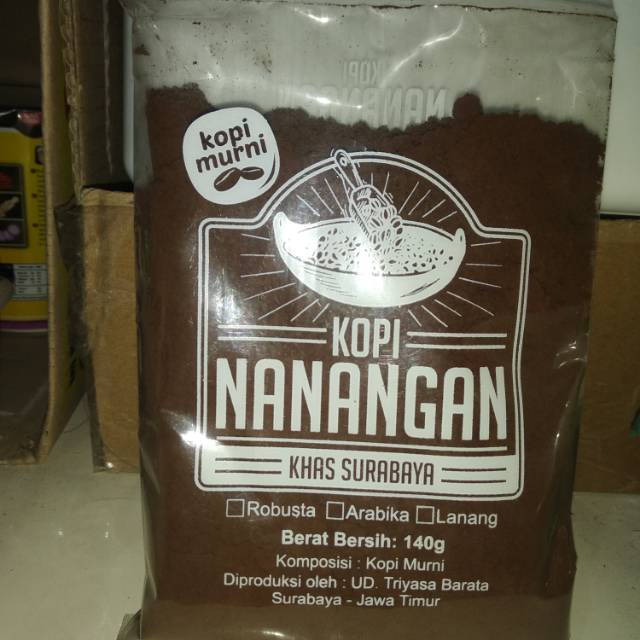 kopi
murni
KOPI
NANANGAN
KHAS SURABAYA
Robusta Arabika Lanang
Berat Bersih: 140g
Komposisi : Kopi Murni
Diproduksi oleh : UD. Triyasa Barata
Surabaya - Jawa Timur